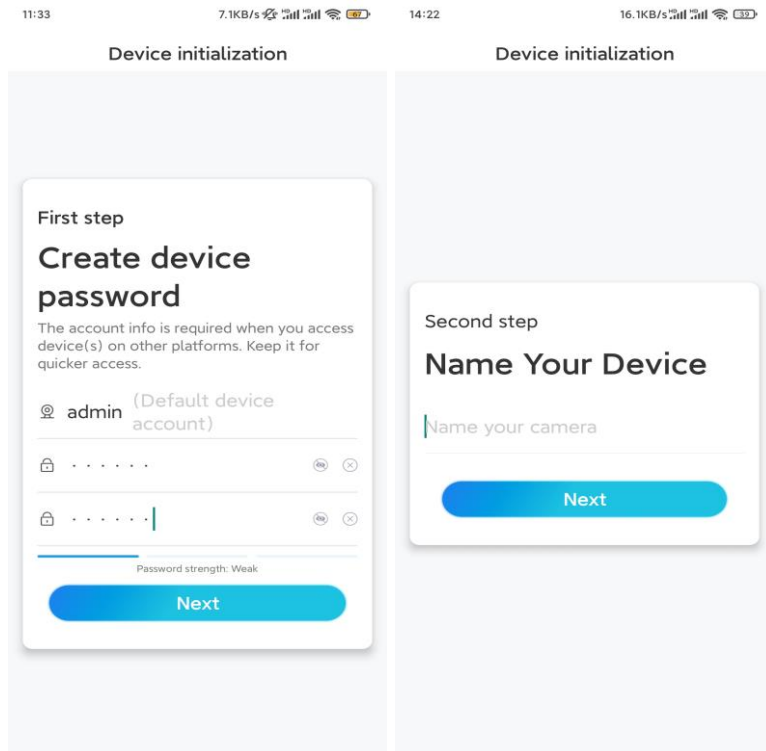 11:33
7.1KB/s
67
Device initialization
First step
Create device
password
The account info is required when you access
device(s) on other platforms. Keep it for
quicker access.
admin (Default device
account)
Password strength: Weak
Next
14:22
16.1KB/s
39
Device initialization
Second step
Name Your Device
Name your camera
Next